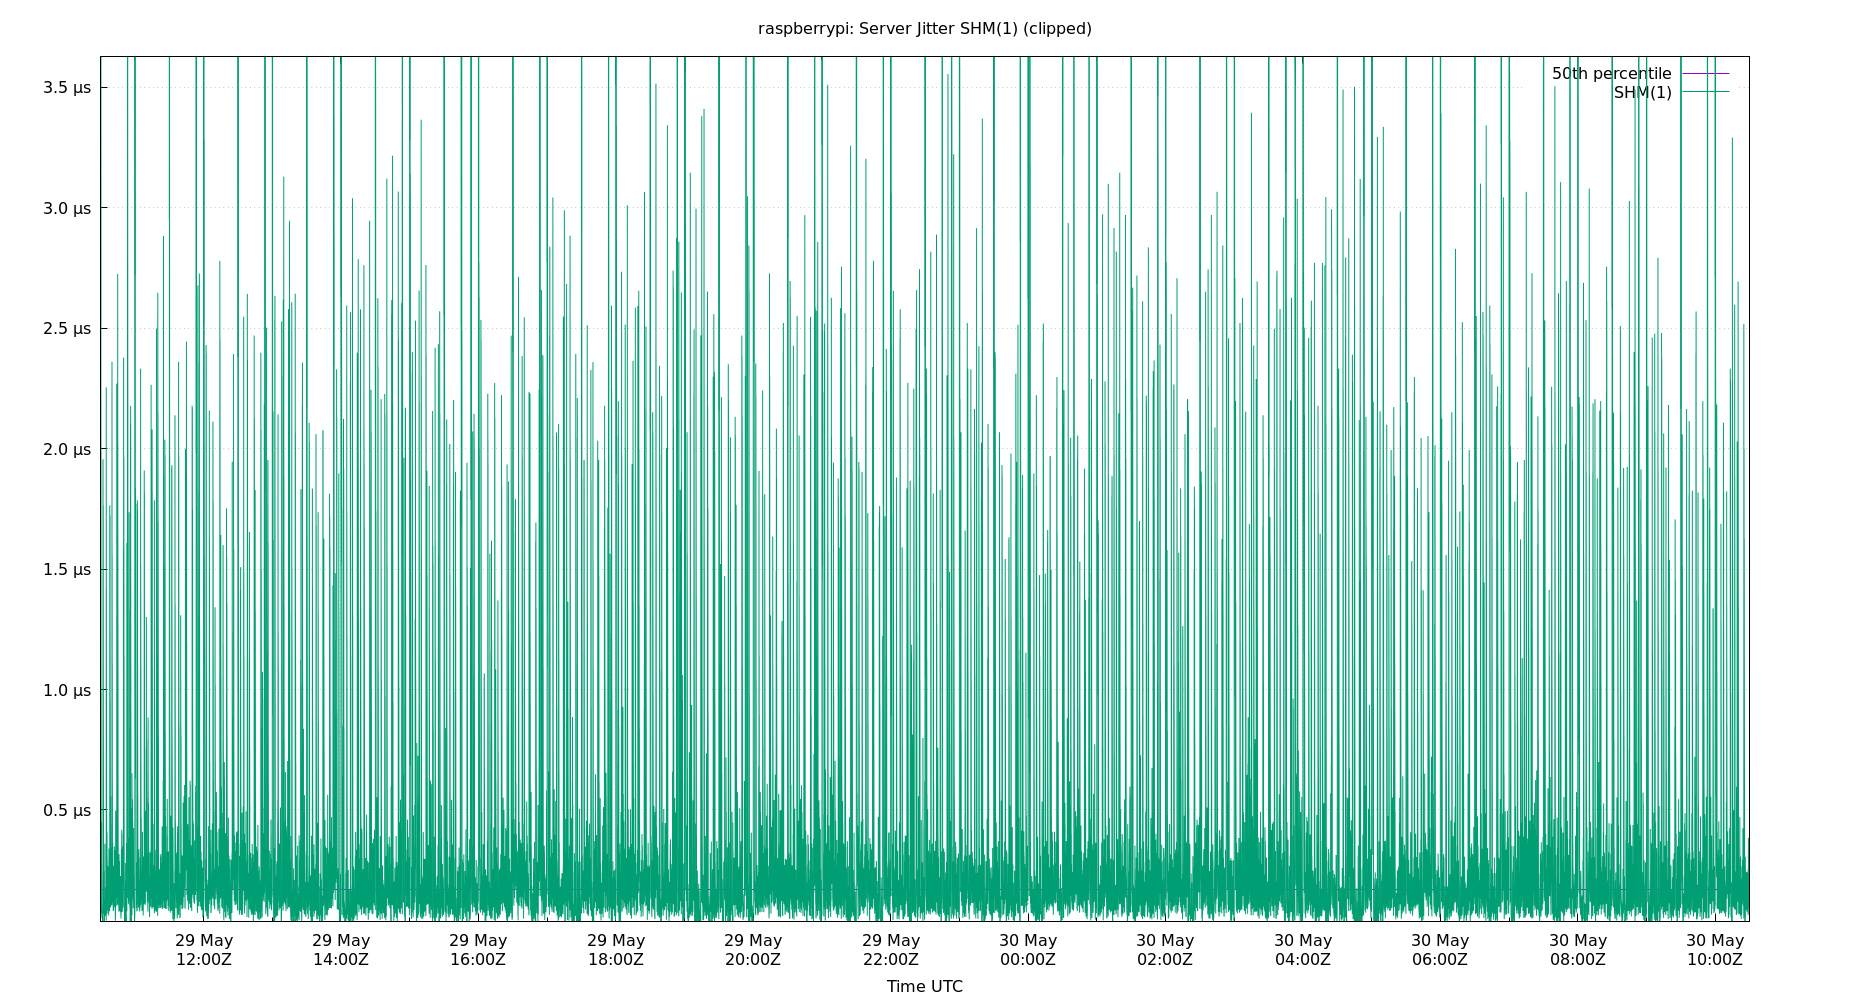 raspberrypi: Server Jitter SHM(1) (clipped)
50th percentile
SHM(1)
3.5 µs
3.0 µs
2.5 µs
2.0 µs
1.5 µs
1.0 µs
0.5 µs
29 May 29 May 29 May 29 May 29 May 29 May 30 May 30 May 30 May 30 May 30 May 30 May
12:00Z 14:00Z 16:00Z 18:00Z 20:00Z 22:00Z 00:00Z 02:00Z 04:00Z 06:00Z 08:00Z 10:00Z
Time UTC